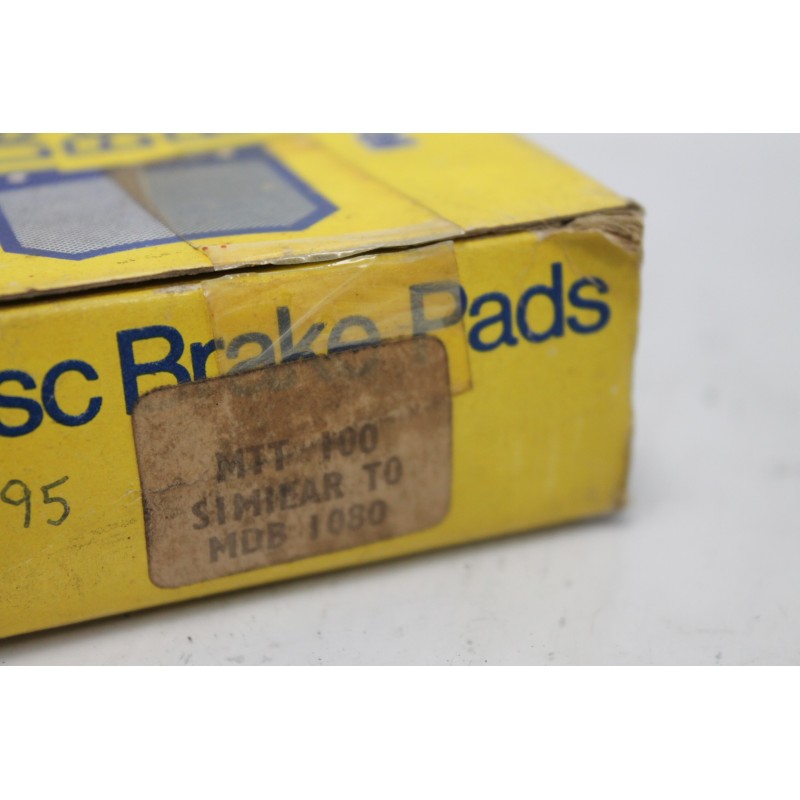 sc Brake Pads
95
MTT 100
SIMILAR TO
MDB 1080